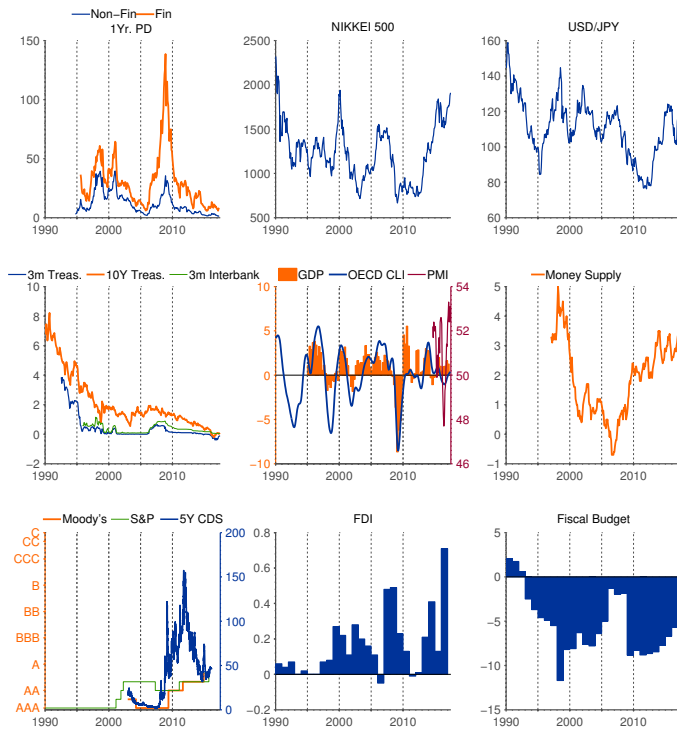 Non−Fin Fin
1Yr. PD
NIKKEI 500
USD/JPY
150
100
50
0
1990 2000 2010
2500
2000
1500
1000
500
1990 2000 2010
160
140
120
100
80
60
1990 2000 2010
3m Treas. 10Y Treas. 3m Interbank
GDP OECD CLI PMI
Money Supply
10
8
6
4
2
0
−2
1990 2000 2010
10
5
0
−5
−10
54
52
50
48
46
1990 2000 2010
5
4
3
2
1
0
−1
1990 2000 2010
Moody's S&P 5Y CDS
FDI
Fiscal Budget
C
CC
CCC
B
BB
BBB
A
AA
AAA
200
150
100
50
0
1990 2000 2010
0.8
0.6
0.4
0.2
0
−0.2
1990 2000 2010
5
0
−5
−10
−15
1990 2000 2010